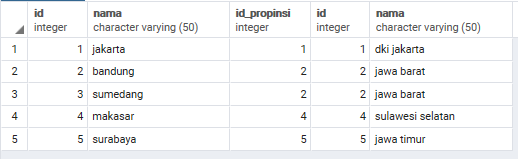 id nama id_propinsi id nama
integer character varying (50) integer integer character varying (50)
1 1 jakarta 1 1 dki jakarta
2 2 bandung 2 2 jawa barat
3 3 sumedang 2 2 jawa barat
4 4 makasar 4 4 sulawesi selatan
5 5 surabaya 5 5 jawa timur